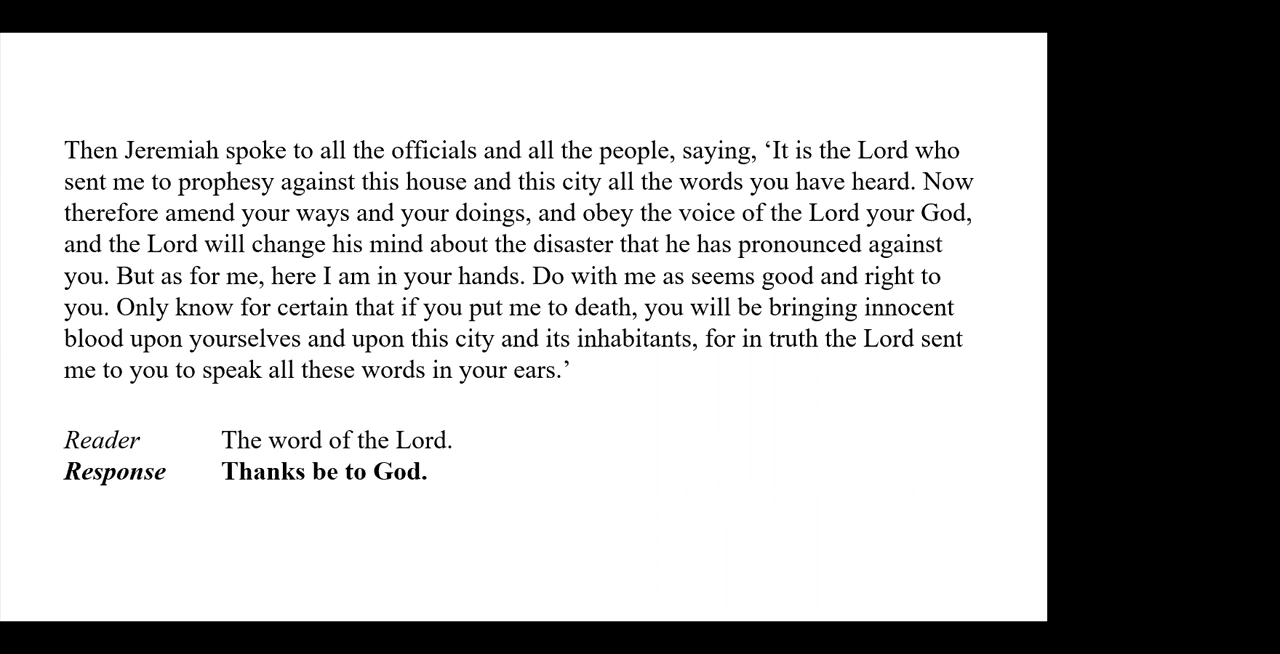 Then Jeremiah spoke to all the officials and all the people, saying, ‘It is the Lord who
sent me to prophesy against this house and this city all the words you have heard. Now
therefore amend your ways and your doings, and obey the voice of the Lord your God,
and the Lord will change his mind about the disaster that he has pronounced against
you. But as for me, here I am in your hands. Do with me as seems good and right to
you. Only know for certain that if you put me to death, you will be bringing innocent
blood upon yourselves and upon this city and its inhabitants, for in truth the Lord sent
me to you to speak all these words in your ears.’
Reader The word of the Lord.
Response Thanks be to God.